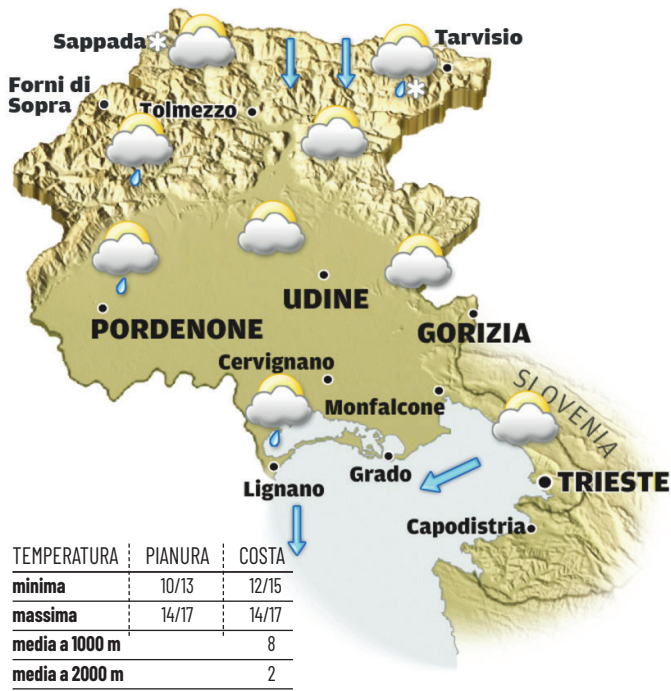 Sappada
Tarvisio
Forni di
Sopra
Tolmezzo
UDINE
PORDENONE
GORIZIA
Cervignano
SLOVENIA
Monfalcone
Grado
Lignano
TRIESTE
Capodistria
TEMPERATURA PIANURA COSTA
minima 10/13 12/15
massima 14/17 14/17
media a 1000 m 8
media a 2000 m 2